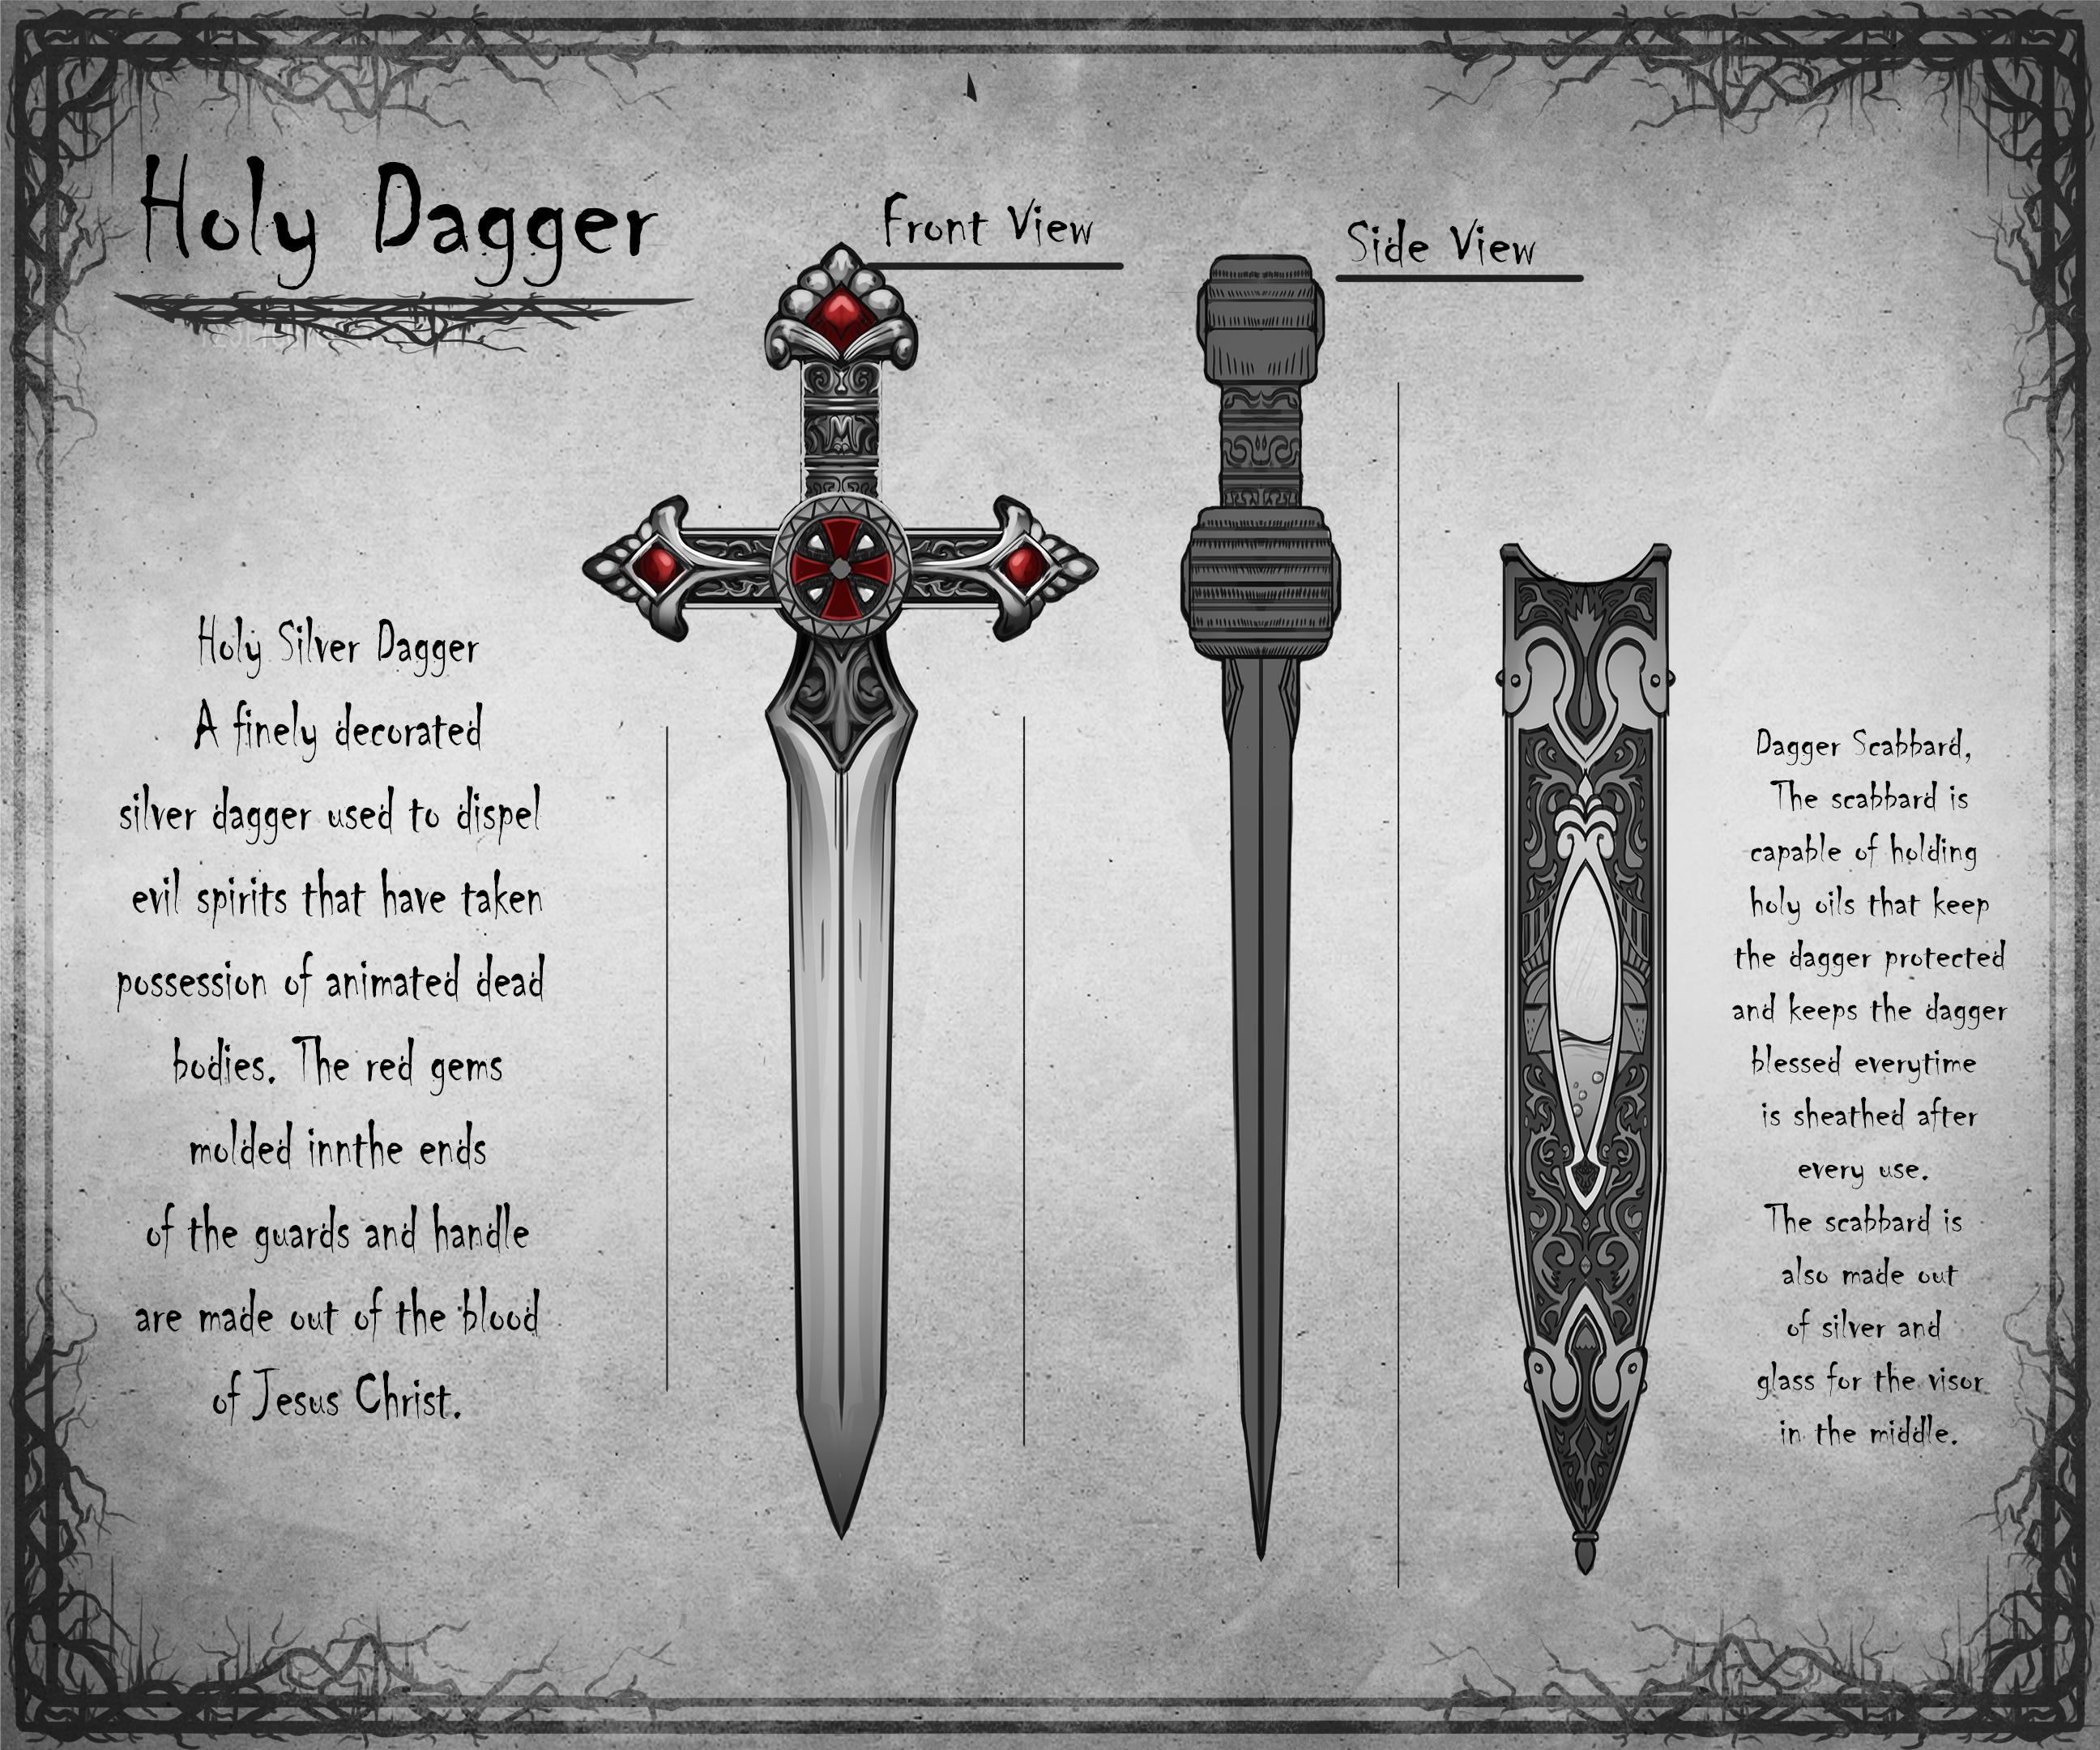 Holy Dagger
Front View
Side View
Holy Silver Dagger
A finely decorated
silver dagger used to dispel
evil spirits that have taken
possession of animated dead
bodies. The red gems
molded innthe ends
of the guards and handle
are made out of the blood
of Jesus Christ.
Dagger Scabbard,
The scabbard is
capable of holding
holy oils that keep
the dagger protected
and keeps the dagger
blessed everytime
is sheathed after
every use.
The scabbard is
also made out
of silver and
glass for the visor
in the middle.